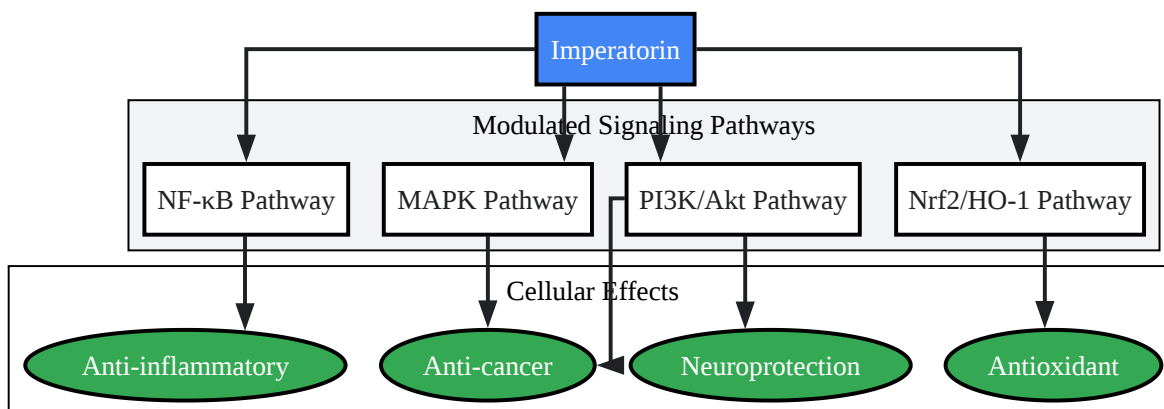 Imperatorin
Modulated Signaling Pathways
NF-κB Pathway
MAPK Pathway
PI3K/Akt Pathway
Nrf2/HO-1 Pathway
Cellular Effects
Anti-inflammatory
Anti-cancer
Neuroprotection
Antioxidant